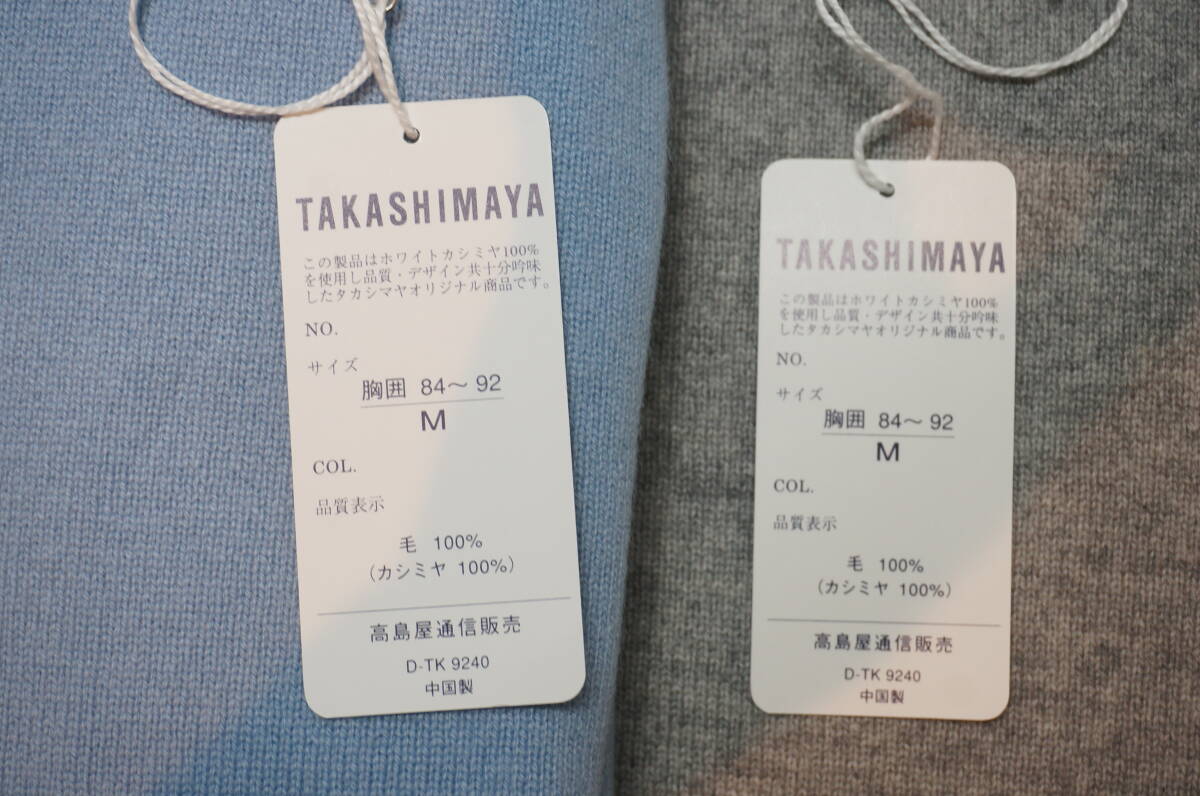 TAKASHIMAYA
この製品はホワイトカシミヤ100%
を使用し品質・デザイン共十分吟味
したタカシマヤオリジナル商品です。
NO.
サイズ
胸囲 84〜92
M
COL.
品質表示
毛 100%
(カシミヤ 100%)
高島屋通信販売
D-TK 9240
中国製
TAKASHIMAYA
この製品はホワイトカシミヤ100%
を使用し品質・デザイン共十分吟味
したタカシマヤオリジナル商品です。
NO.
サイズ
胸囲 84〜92
M
COL.
品質表示
毛 100%
(カシミヤ 100%)
高島屋通信販売
D-TK 9240
中国製